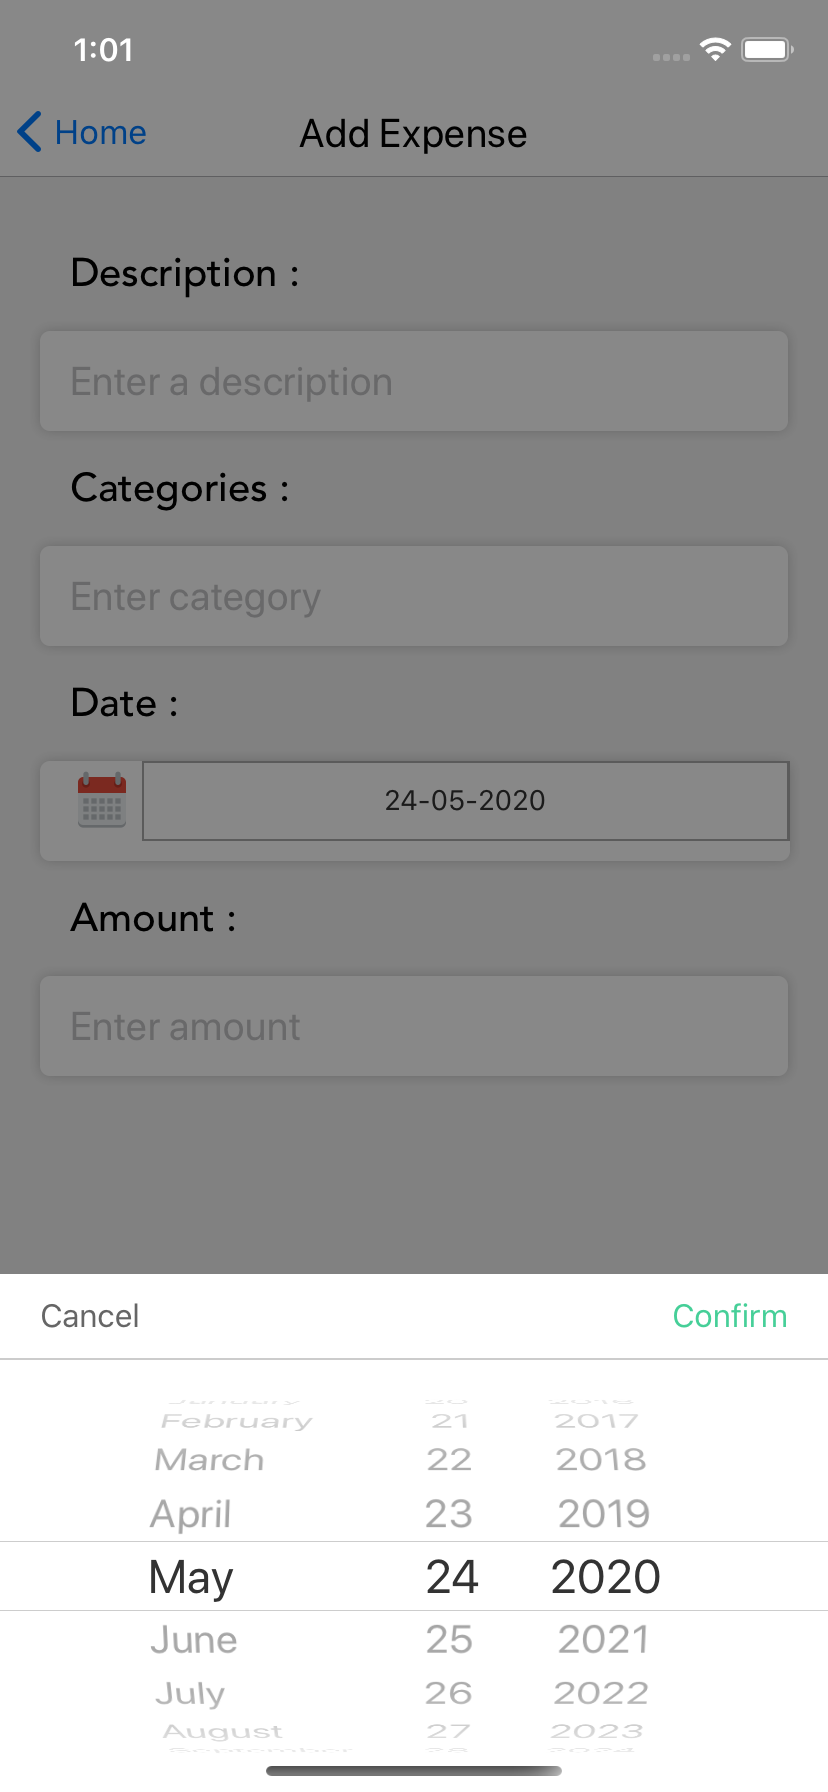 1:01
Home
Add Expense
Description :
Enter a description
Categories :
Enter category
Date :
24-05-2020
Amount :
Enter amount
Cancel
Confirm
February 21 2017
March 22 2018
April 23 2019
May 24 2020
June 25 2021
July 26 2022
August 27 2023